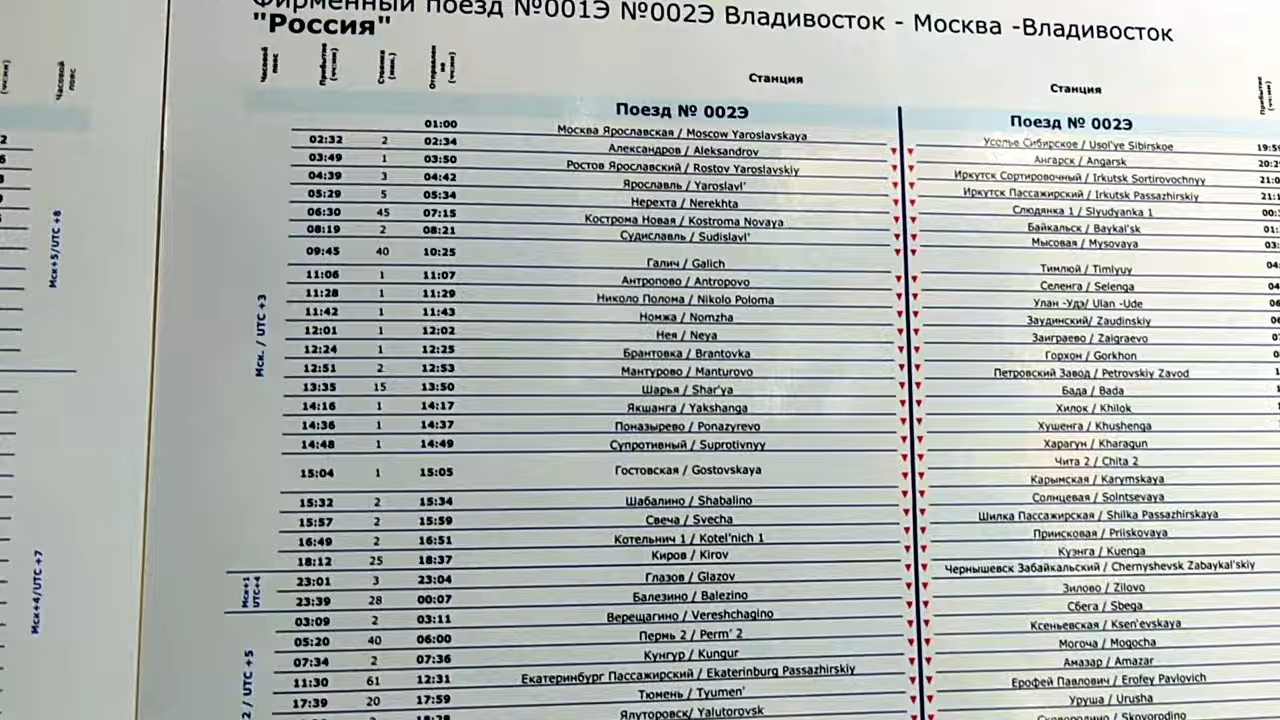 Фирменный поезд №001Э №002Э Владивосток - Москва -Владивосток
"Россия"
Часовой пояс
Часовой пояс
Прибытие (чч:мм)
Стоянка (мин.)
Отправление (чч:мм)
Станция
Станция
Прибытие (чч:мм)
Мск+5/UTC +8
Мск+4/UTC +7
Мск. / UTC +3
Мск+1 UTC+4
2 / UTC +5
Поезд № 002Э
01:00 Москва Ярославская / Moscow Yaroslavskaya
02:32 2 02:34 Александров / Aleksandrov
03:49 1 03:50 Ростов Ярославский / Rostov Yaroslavskiy
04:39 3 04:42 Ярославль / Yaroslavl'
05:29 5 05:34 Нерехта / Nerekhta
06:30 45 07:15 Кострома Новая / Kostroma Novaya
08:19 2 08:21 Судиславль / Sudislavl'
09:45 40 10:25 Галич / Galich
11:06 1 11:07 Антропово / Antropovo
11:28 1 11:29 Николо Полома / Nikolo Poloma
11:42 1 11:43 Номжа / Nomzha
12:01 1 12:02 Нея / Neya
12:24 1 12:25 Брантовка / Brantovka
12:51 2 12:53 Мантурово / Manturovo
13:35 15 13:50 Шарья / Shar'ya
14:16 1 14:17 Якшанга / Yakshanga
14:36 1 14:37 Поназырево / Ponazyrevo
14:48 1 14:49 Супротивный / Suprotivnyy
15:04 1 15:05 Гостовская / Gostovskaya
15:32 2 15:34 Шабалино / Shabalino
15:57 2 15:59 Свеча / Svecha
16:49 2 16:51 Котельнич 1 / Kotel'nich 1
18:12 25 18:37 Киров / Kirov
23:01 3 23:04 Глазов / Glazov
23:39 28 00:07 Балезино / Balezino
03:09 2 03:11 Верещагино / Vereshchagino
05:20 40 06:00 Пермь 2 / Perm' 2
07:34 2 07:36 Кунгур / Kungur
11:30 61 12:31 Екатеринбург Пассажирский / Ekaterinburg Passazhirskiy
17:39 20 17:59 Тюмень / Tyumen'
Ялуторовск/ Yalutorovsk
Поезд № 002Э
Усолье Сибирское / Usol'ye Sibirskoe
Ангарск / Angarsk
Иркутск Сортировочный / Irkutsk Sortirovochnyy
Иркутск Пассажирский / Irkutsk Passazhirskiy
Слюдянка 1 / Slyudyanka 1
Байкальск / Baykal'sk
Мысовая / Mysovaya
Тимлюй / Timlyuy
Селенга / Selenga
Улан -Удэ/ Ulan -Ude
Заудинский/ Zaudinskiy
Заиграево / Zaigraevo
Горхон / Gorkhon
Петровский Завод / Petrovskiy Zavod
Бада / Bada
Хилок / Khilok
Хушенга / Khushenga
Харагун / Kharagun
Чита 2 / Chita 2
Карымская / Karymskaya
Солнцевая / Solntsevaya
Шилка Пассажирская / Shilka Passazhirskaya
Приисковая / Priiskovaya
Куэнга / Kuenga
Чернышевск Забайкальский / Chernyshevsk Zabaykal'skiy
Зилово / Zilovo
Сбега / Sbega
Ксеньевская / Ksen'evskaya
Могоча / Mogocha
Амазар / Amazar
Ерофей Павлович / Erofey Pavlovich
Уруша / Urusha
Сковородино / Skovorodino